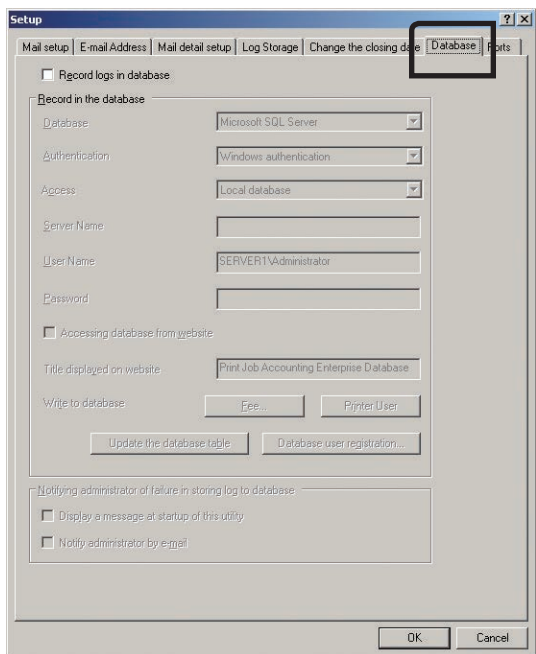 Setup
Mail setup E-mail Address Mail detail setup Log Storage Change the closing date Database Ports
Record logs in database
Record in the database
Database Microsoft SQL Server
Authentication Windows authentication
Access Local database
Server Name
User Name SERVER1\Administrator
Password
Accessing database from website
Title displayed on website Print Job Accounting Enterprise Database
Write to database Fee... Printer User
Update the database table Database user registration...
Notifying administrator of failure in storing log to database
Display a message at startup of this utility
Notify administrator by e-mail
OK Cancel